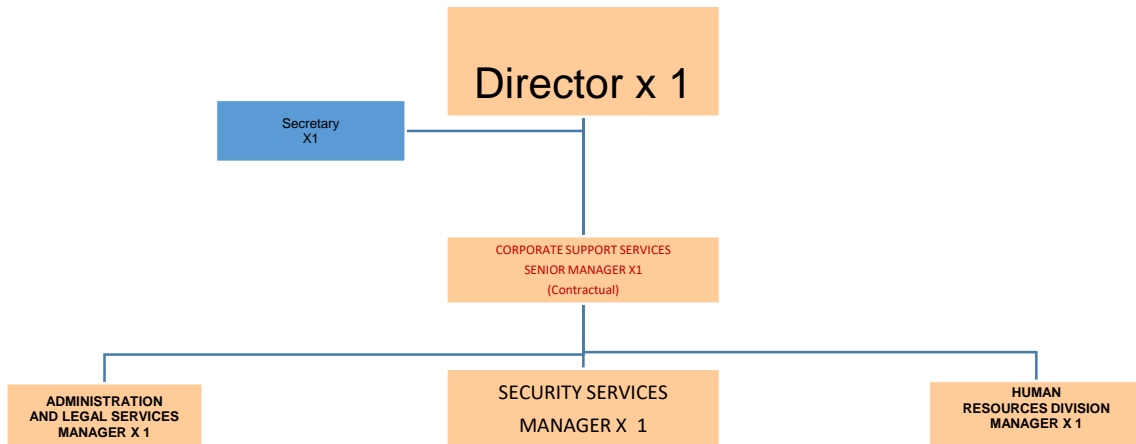 Director x 1
Secretary
X1
CORPORATE SUPPORT SERVICES
SENIOR MANAGER X1
(Contractual)
ADMINISTRATION
AND LEGAL SERVICES
MANAGER X 1
SECURITY SERVICES
MANAGER X 1
HUMAN
RESOURCES DIVISION
MANAGER X 1